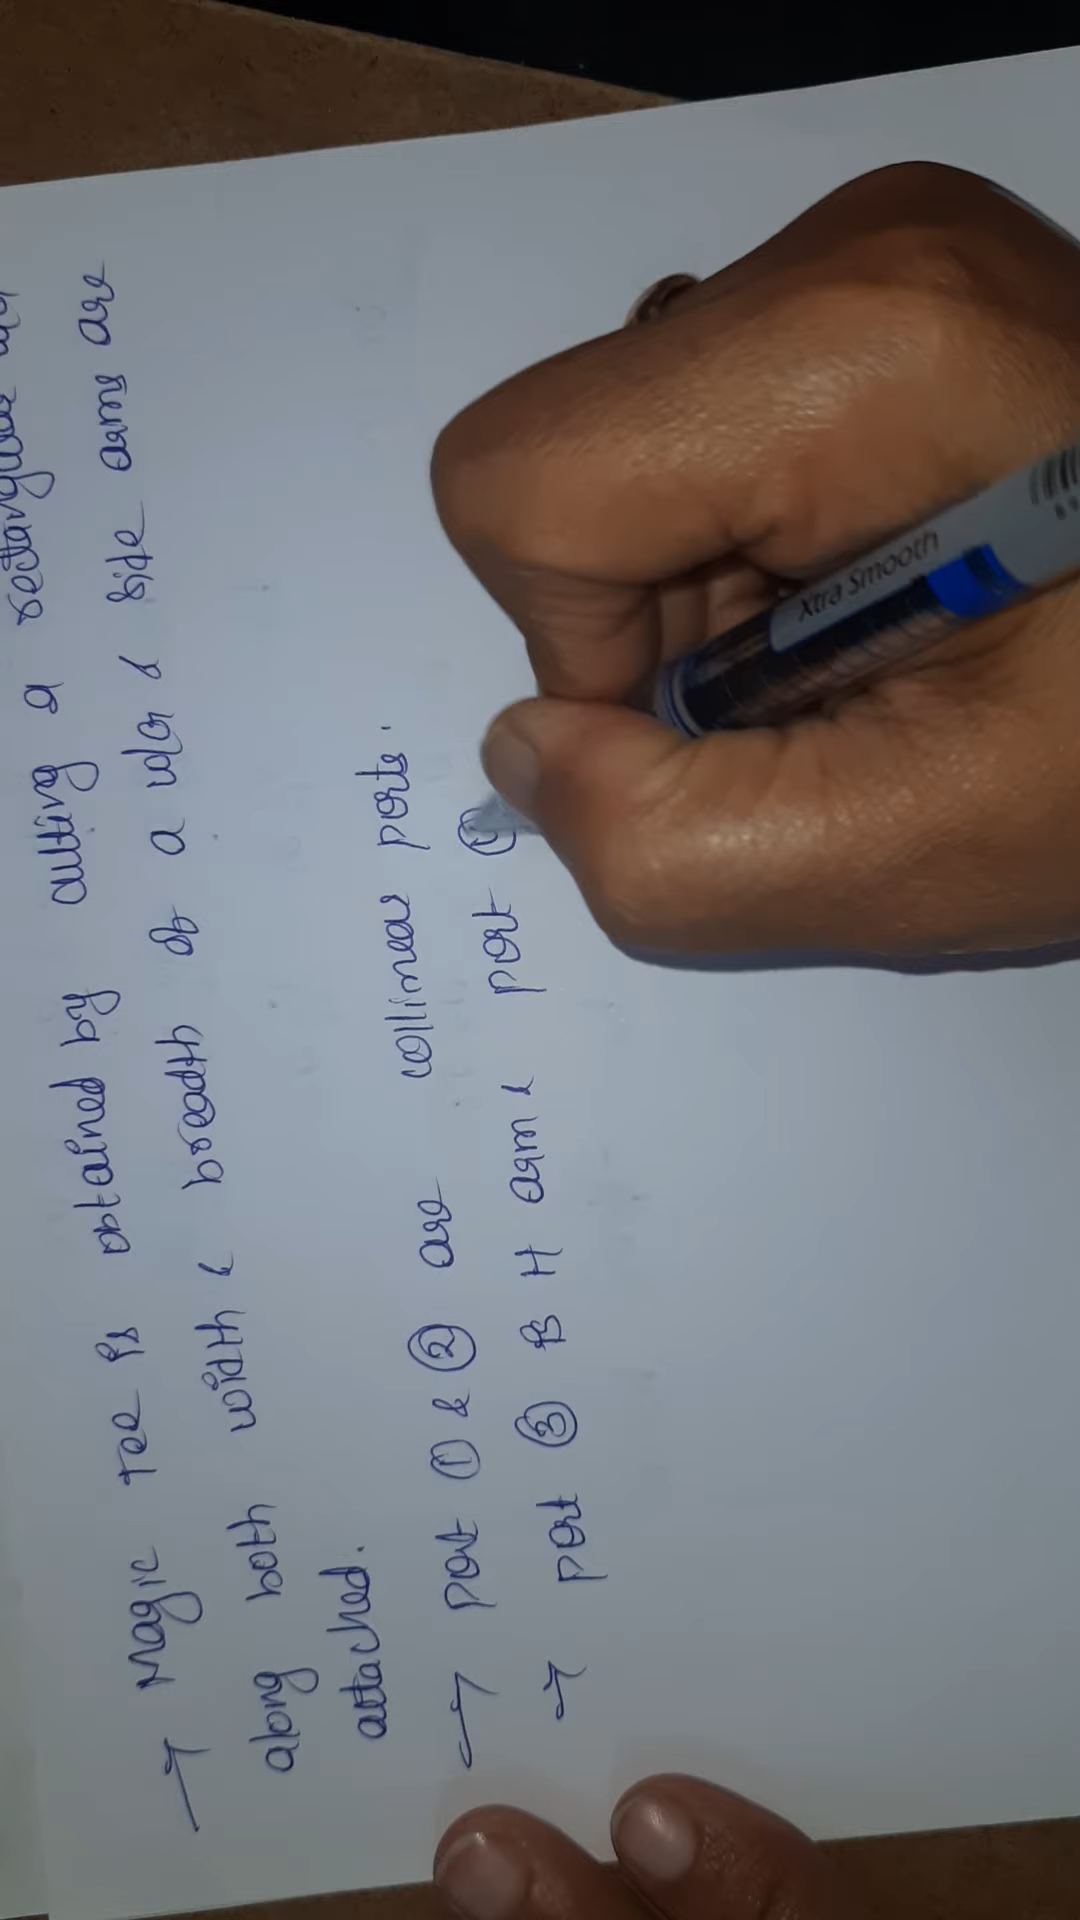 → Magic Tee is obtained by cutting a rectangular
along both width & breadth of a w/g & side arms are
attached.
→ port ① & ② are collinear ports.
→ port ③ is H arm & port
Xtra Smooth